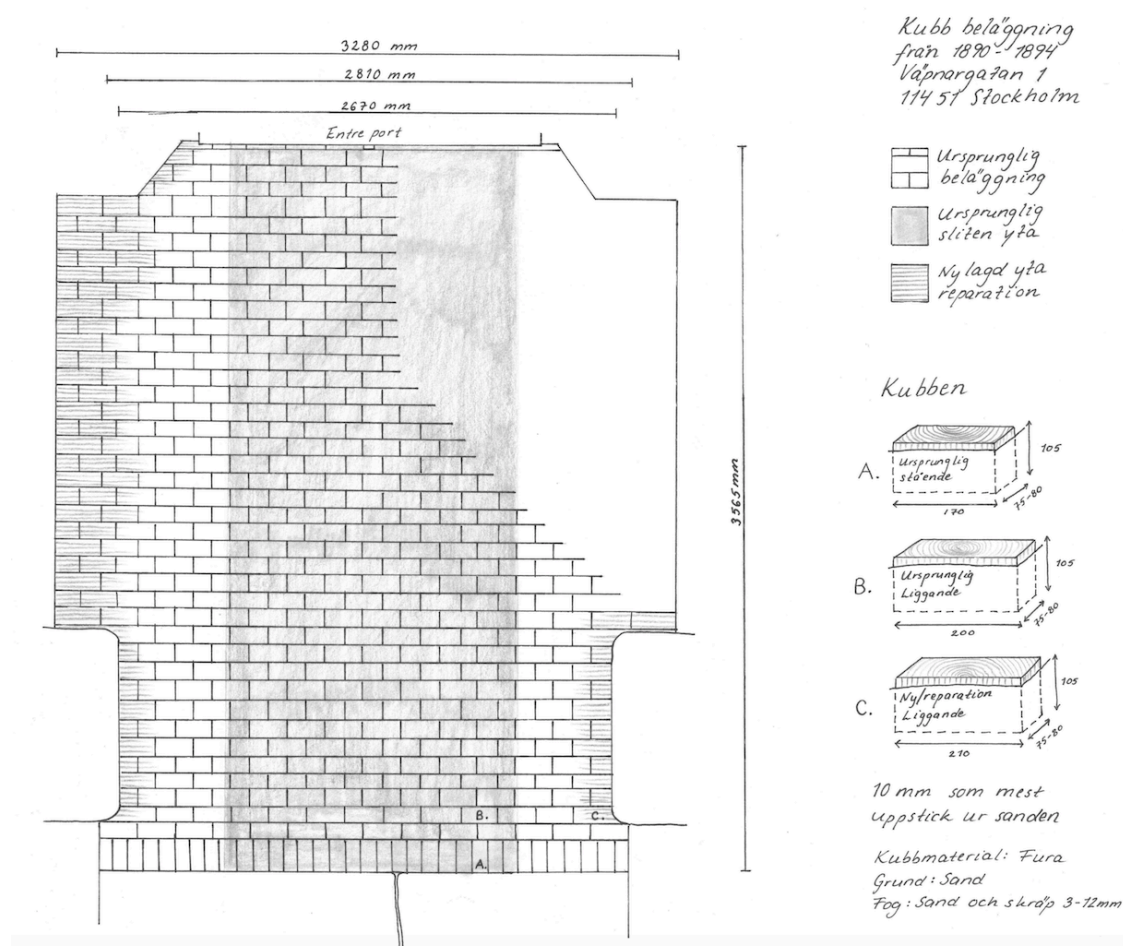 3280 mm
2810 mm
2670 mm
Entre port
3565 mm
B.
C.
A.
Kubb beläggning
från 1890-1894
Väpnargatan 1
114 51 Stockholm
Ursprunglig
beläggning
Ursprunglig
sliten yta
Ny lagd yta
reparation
Kubben
A.
Ursprunglig
stående
105
75-80
170
B.
Ursprunglig
Liggande
105
75-80
200
C.
Ny/reparation
Liggande
105
75-80
210
10 mm som mest
uppstick ur sanden
Kubbmaterial: Fura
Grund: Sand
Fog: Sand och skräp 3-12mm